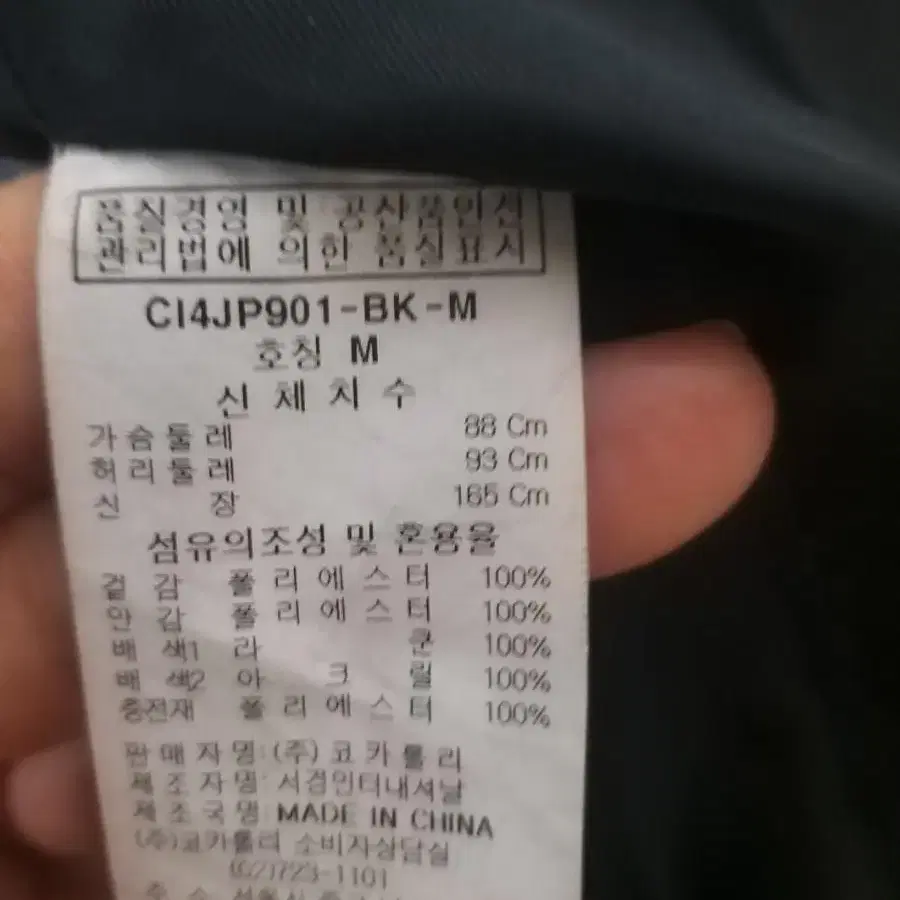 품질경영 및 공산품안전
관리법에 의한 품질표시
CI4JP901-BK-M
호칭 M
신체치수
가슴둘레 88 Cm
허리둘레 93 Cm
신 장 165 Cm
섬유의조성 및 혼용율
겉 감 폴리에스터 100%
안 감 폴리에스터 100%
배 색1 라 쿤 100%
배 색2 아 크 릴 100%
충전재 폴리에스터 100%
판매자명:(주)코카롤리
제조자명: 서경인터내셔날
제조국명:MADE IN CHINA
(주)코카롤리 소비자상담실
723-1101
주 소